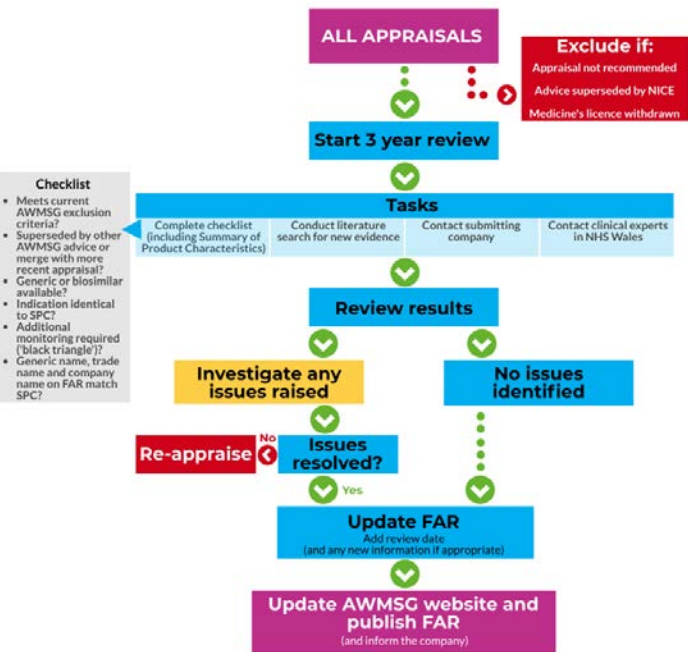 ALL APPRAISALS
Exclude if:
Appraisal not recommended
Advice superseded by NICE
Medicine's licence withdrawn
Start 3 year review
Checklist
• Meets current
AWMSG exclusion
criteria?
• Superseded by other
AWMSG advice or
merge with more
recent appraisal?
• Generic or biosimilar
available?
• Indication identical
to SPC?
• Additional
monitoring required
('black triangle')?
• Generic name, trade
name and company
name on FAR match
SPC?
Tasks
Complete checklist
(including Summary of
Product Characteristics)
Conduct literature
search for new evidence
Contact submitting
company
Contact clinical experts
in NHS Wales
Review results
Investigate any
issues raised
No issues
identified
Re-appraise
No
Issues
resolved?
Yes
Update FAR
Add review date
(and any new information if appropriate)
Update AWMSG website and
publish FAR
(and inform the company)